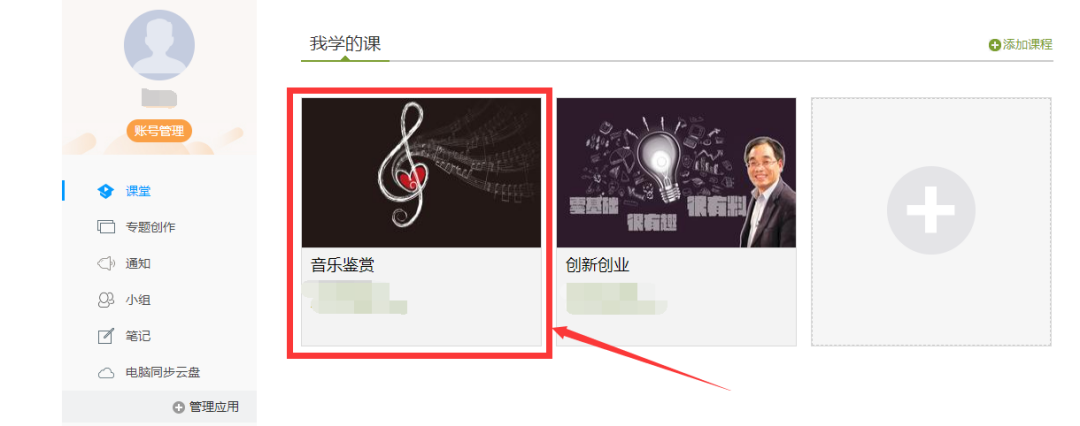 我学的课
添加课程
账号管理
课堂
专题创作
通知
小组
笔记
电脑同步云盘
管理应用
零基础
很有趣
很有料
音乐鉴赏
创新创业